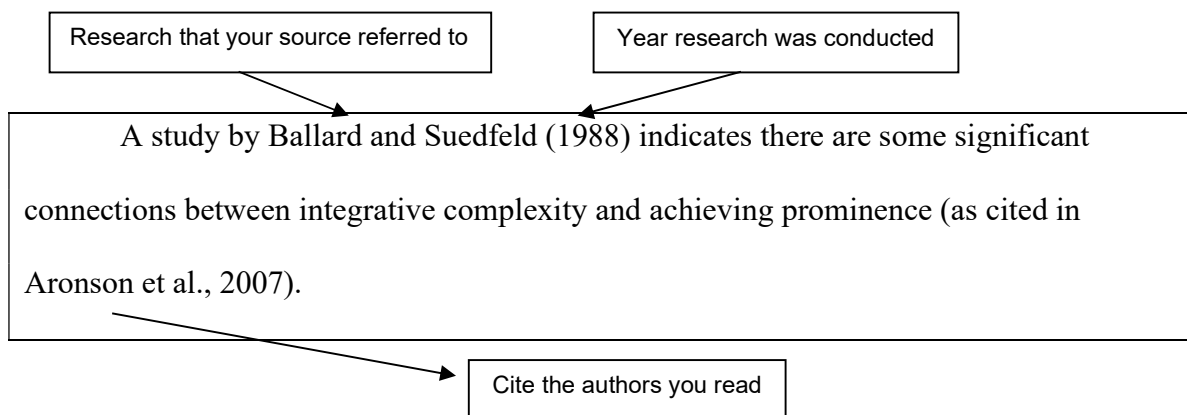 Research that your source referred to
Year research was conducted
A study by Ballard and Suedfeld (1988) indicates there are some significant
connections between integrative complexity and achieving prominence (as cited in
Aronson et al., 2007).
Cite the authors you read